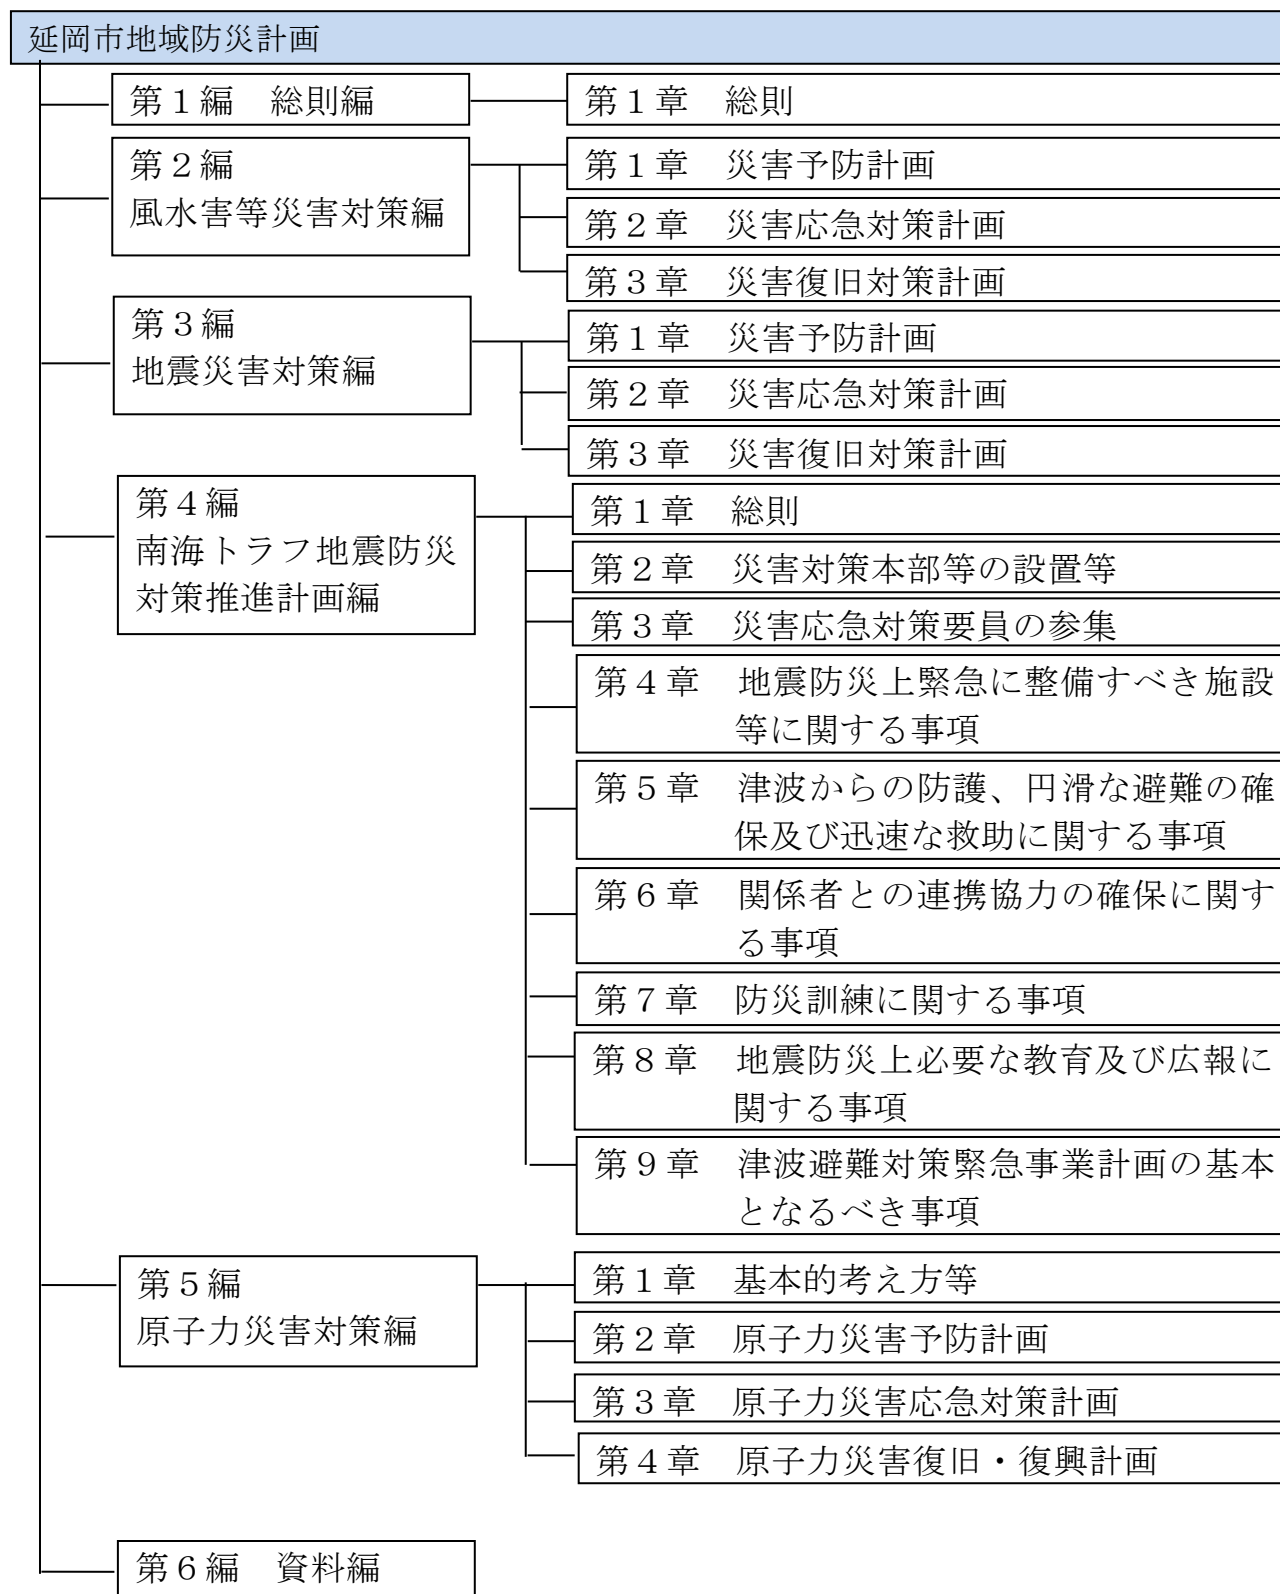 延岡市地域防災計画
第１編　総則編
第１章　総則
第２編
風水害等災害対策編
第１章　災害予防計画
第２章　災害応急対策計画
第３章　災害復旧対策計画
第３編
地震災害対策編
第１章　災害予防計画
第２章　災害応急対策計画
第３章　災害復旧対策計画
第４編
南海トラフ地震防災
対策推進計画編
第１章　総則
第２章　災害対策本部等の設置等
第３章　災害応急対策要員の参集
第４章　地震防災上緊急に整備すべき施設
等に関する事項
第５章　津波からの防護、円滑な避難の確
保及び迅速な救助に関する事項
第６章　関係者との連携協力の確保に関す
る事項
第７章　防災訓練に関する事項
第８章　地震防災上必要な教育及び広報に
関する事項
第９章　津波避難対策緊急事業計画の基本
となるべき事項
第５編
原子力災害対策編
第１章　基本的考え方等
第２章　原子力災害予防計画
第３章　原子力災害応急対策計画
第４章　原子力災害復旧・復興計画
第６編　資料編